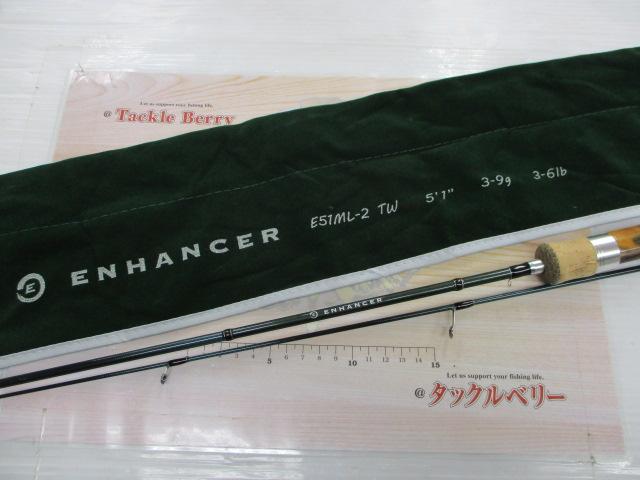 Let us support your fishing life.
@ Tackle Berry
E ENHANCER E51ML-2 TW 5'1" 3-9g 3-6lb
E ENHANCER
5 10 15
Let us support your fishing life.
@ タックルベリー